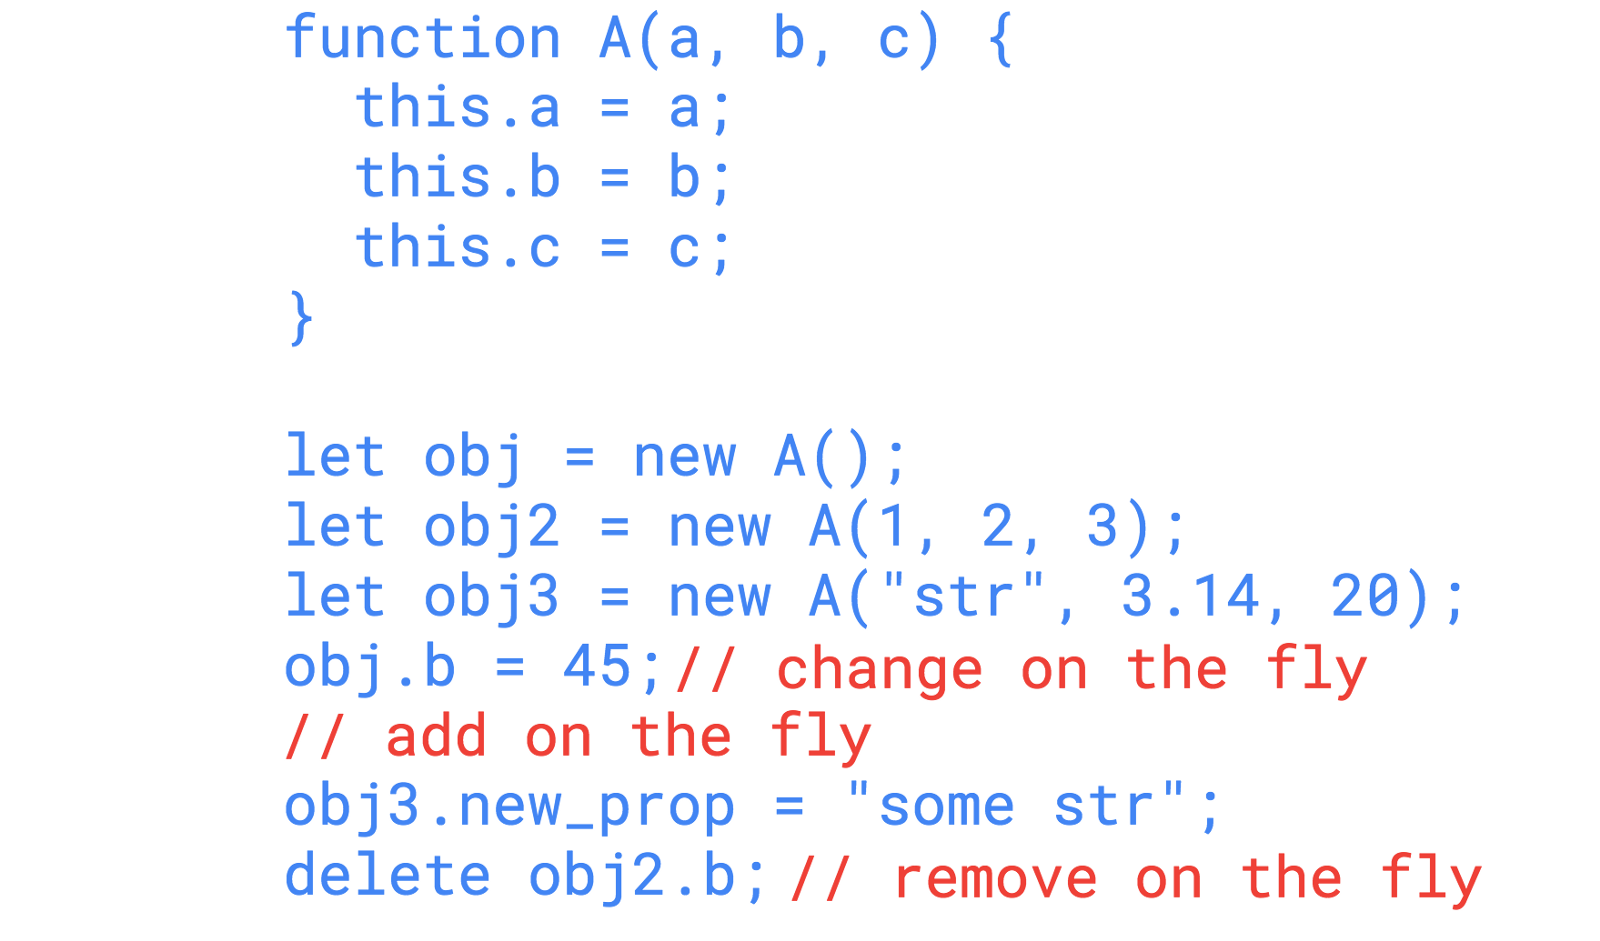 function A(a, b, c) {
  this.a = a;
  this.b = b;
  this.c = c;
}

let obj = new A();
let obj2 = new A(1, 2, 3);
let obj3 = new A("str", 3.14, 20);
obj.b = 45;// change on the fly
// add on the fly
obj3.new_prop = "some str";
delete obj2.b;// remove on the fly